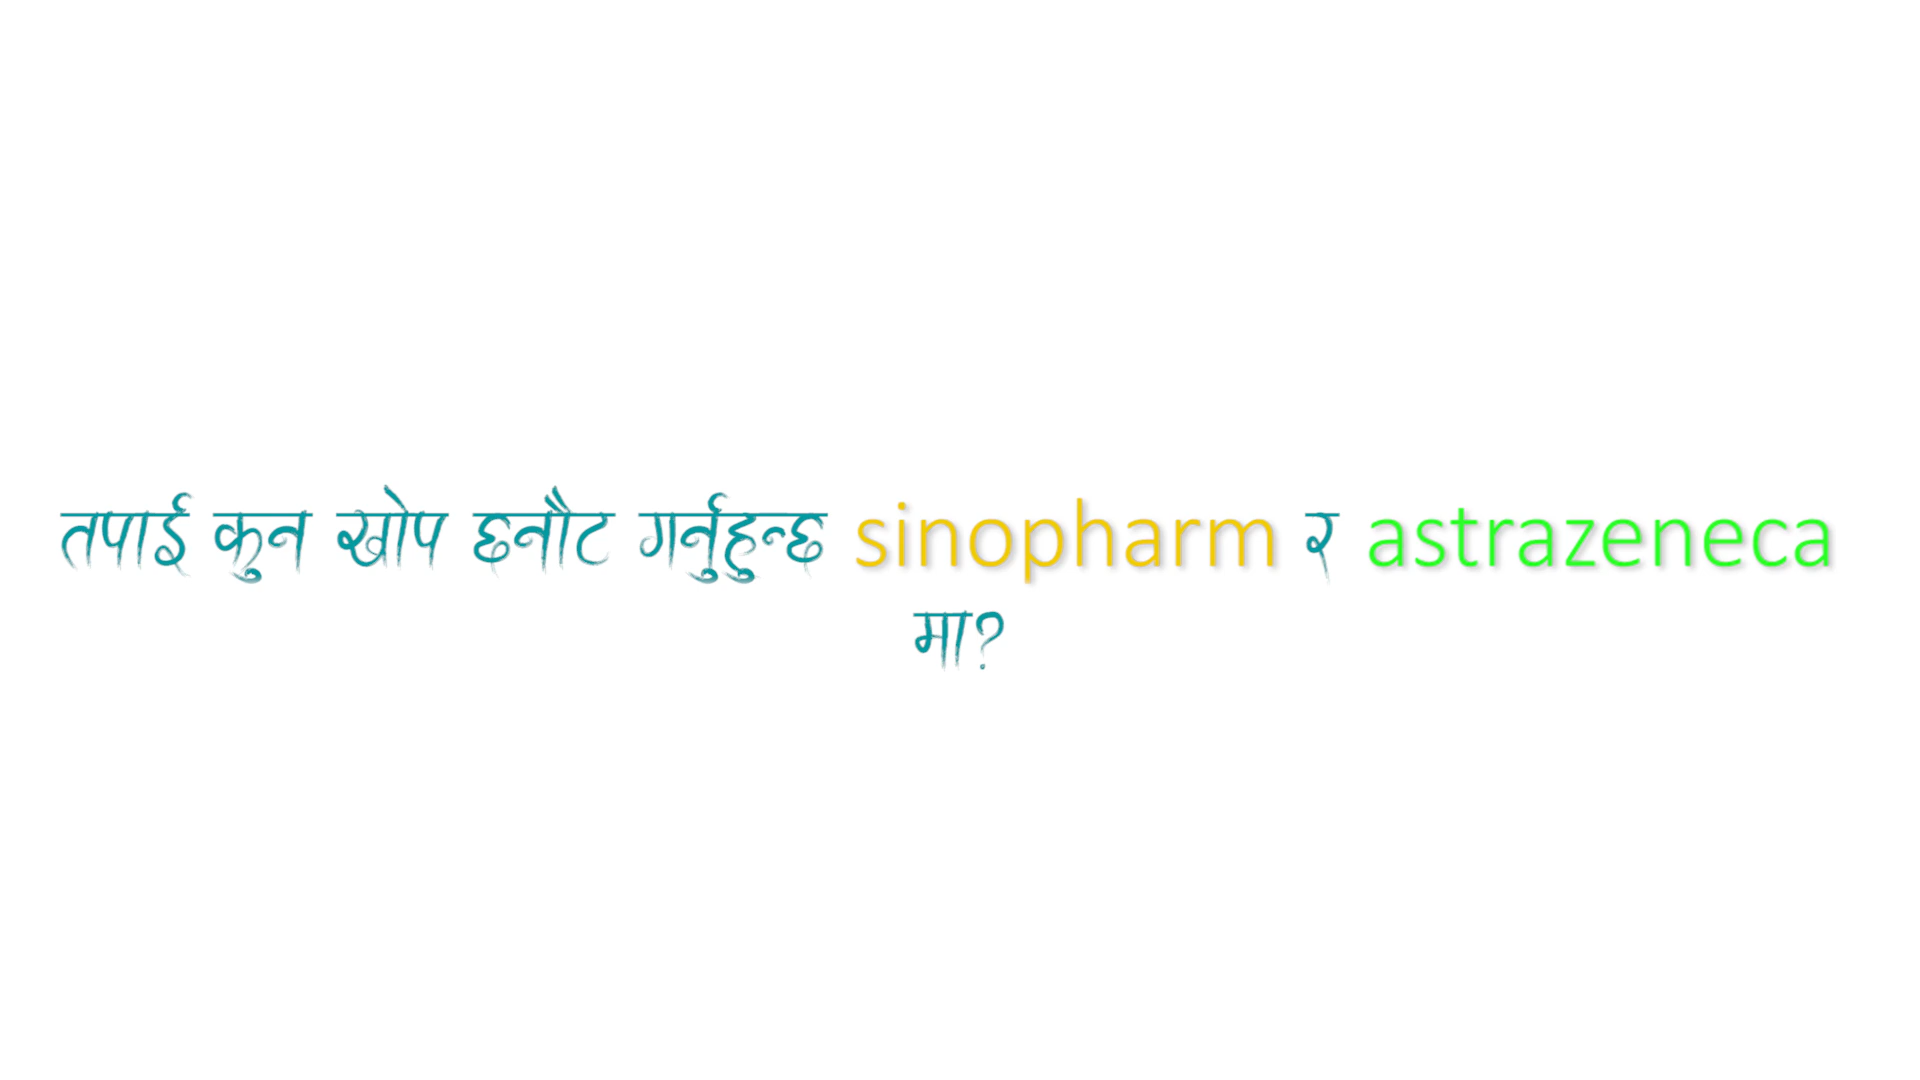 तपाई कुन खोप छनौट गर्नुहुन्छ sinopharm र astrazeneca
मा?